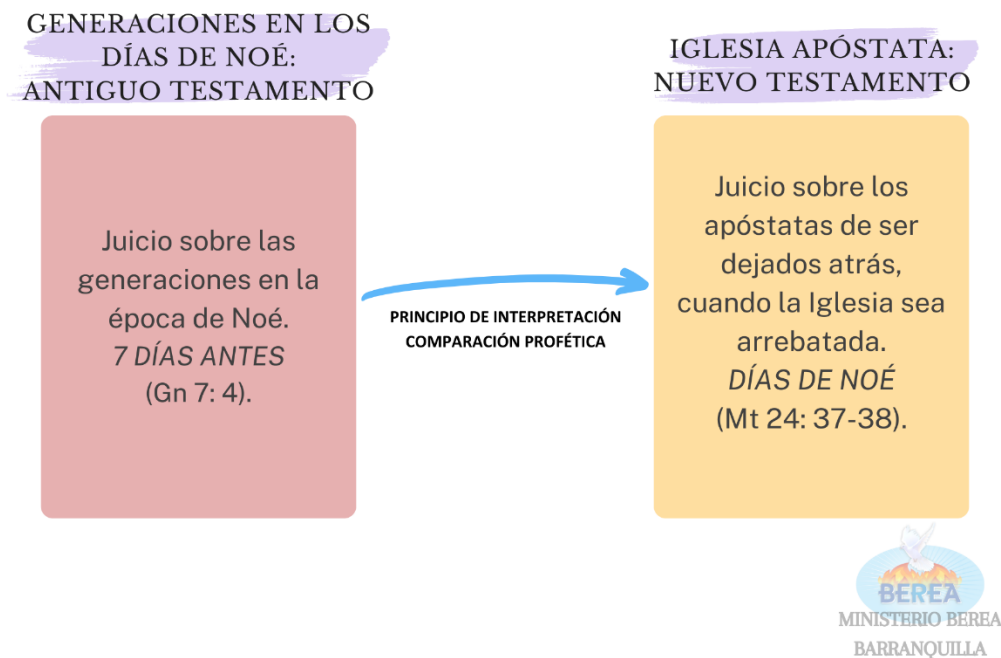 GENERACIONES EN LOS
DÍAS DE NOÉ:
ANTIGUO TESTAMENTO
Juicio sobre las
generaciones en la
época de Noé.
7 DÍAS ANTES
(Gn 7: 4).
PRINCIPIO DE INTERPRETACIÓN
COMPARACIÓN PROFÉTICA
IGLESIA APÓSTATA:
NUEVO TESTAMENTO
Juicio sobre los
apóstatas de ser
dejados atrás,
cuando la Iglesia sea
arrebatada.
DÍAS DE NOÉ
(Mt 24: 37-38).
BEREA
MINISTERIO BEREA
BARRANQUILLA